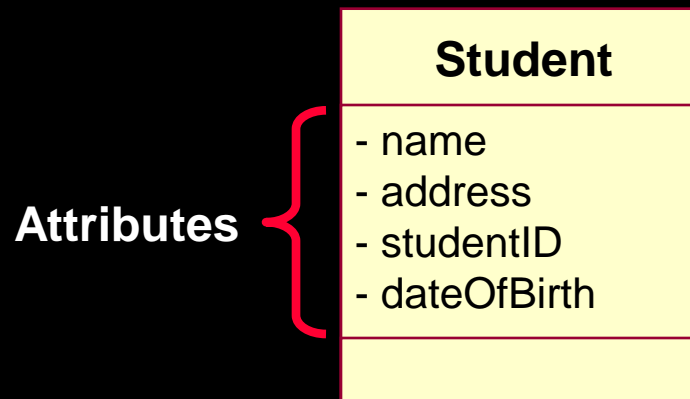 Student
- name
- address
Attributes
- studentID
- dateOfBirth